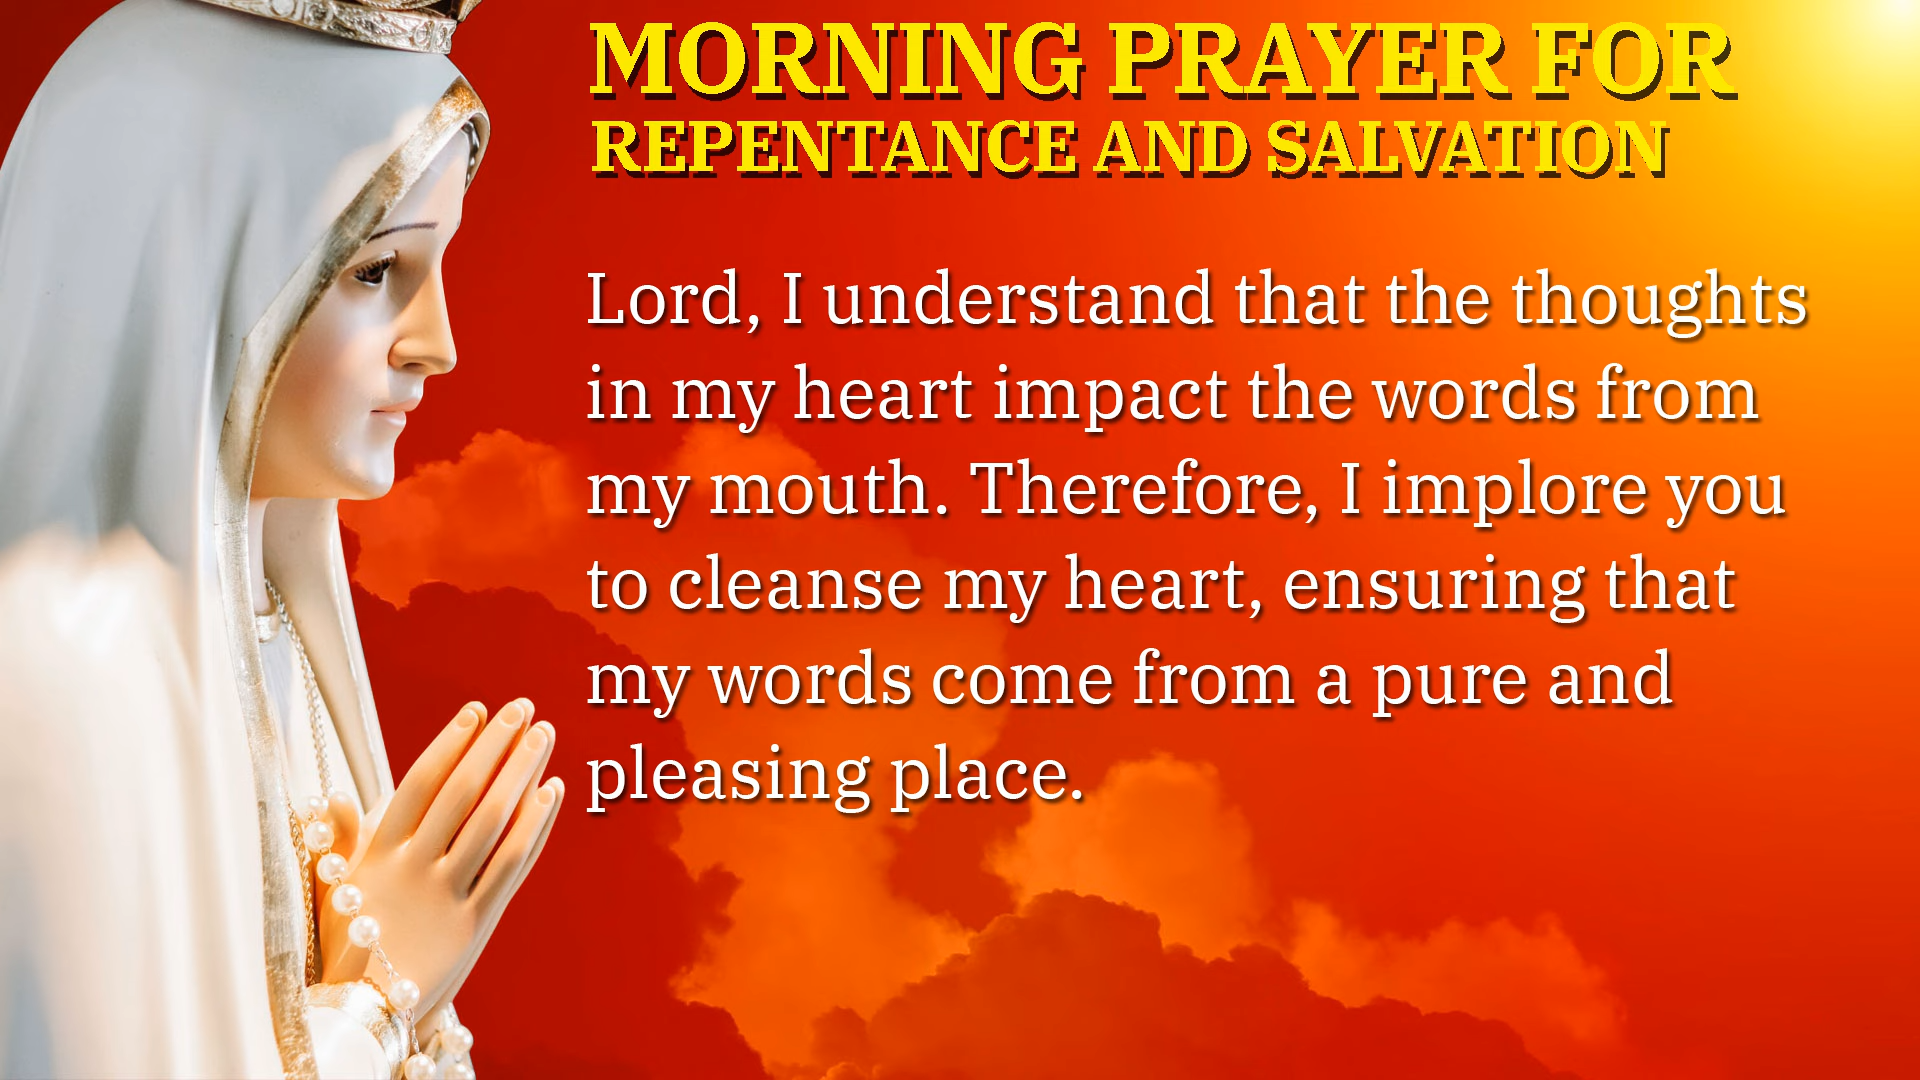 MORNING PRAYER FOR
REPENTANCE AND SALVATION
Lord, I understand that the thoughts
in my heart impact the words from
my mouth. Therefore, I implore you
to cleanse my heart, ensuring that
my words come from a pure and
pleasing place.